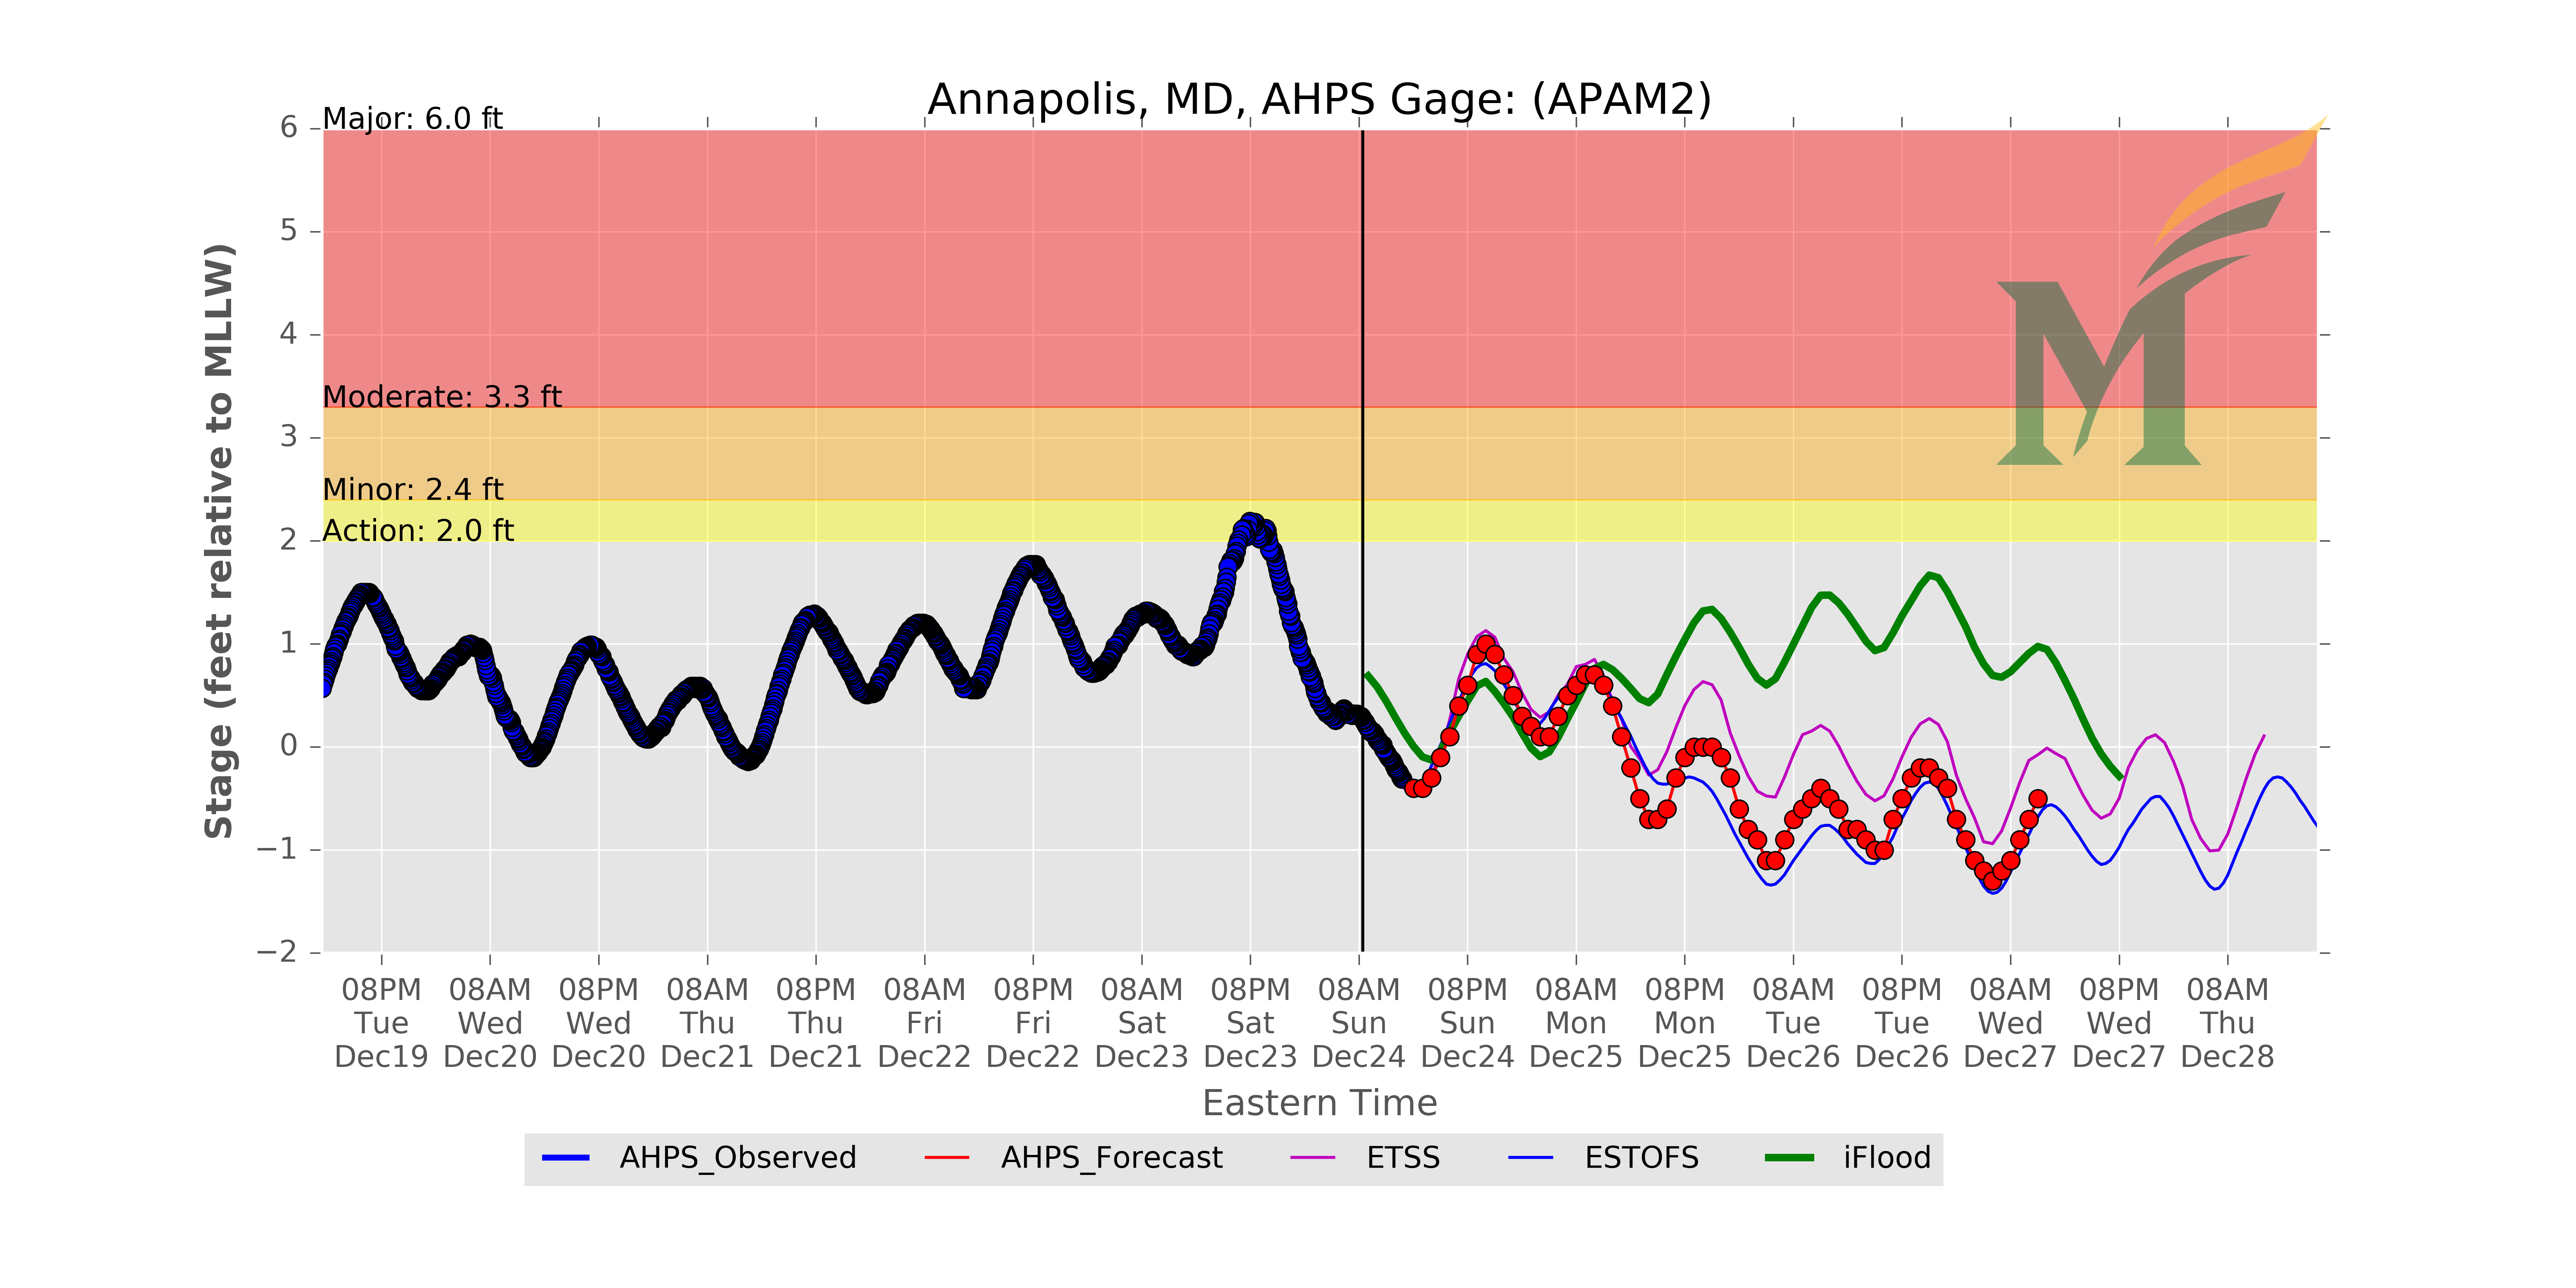 Annapolis, MD, AHPS Gage: (APAM2)
Major: 6.0 ft
Moderate: 3.3 ft
Minor: 2.4 ft
Action: 2.0 ft
Stage (feet relative to MLLW)
6
5
4
3
2
1
0
−1
−2
08PM 08AM 08PM 08AM 08PM 08AM 08PM 08AM 08PM 08AM 08PM 08AM 08PM 08AM 08PM 08AM 08PM 08AM
Tue Wed Wed Thu Thu Fri Fri Sat Sat Sun Sun Mon Mon Tue Tue Wed Wed Thu
Dec19 Dec20 Dec20 Dec21 Dec21 Dec22 Dec22 Dec23 Dec23 Dec24 Dec24 Dec25 Dec25 Dec26 Dec26 Dec27 Dec27 Dec28
Eastern Time
AHPS_Observed AHPS_Forecast ETSS ESTOFS iFlood
M